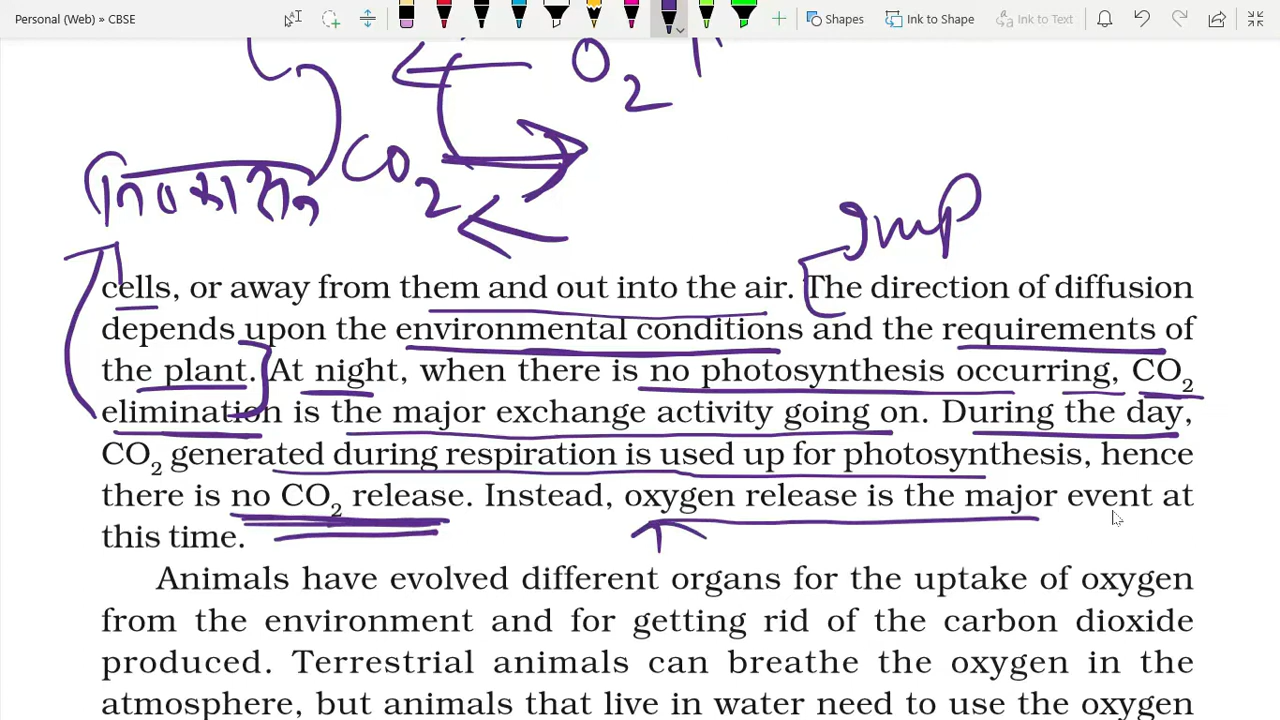 Personal (Web) » CBSE
Shapes
Ink to Shape
Ink to Text
O2
CO2
निकासन
Imp
cells, or away from them and out into the air. The direction of diffusion
depends upon the environmental conditions and the requirements of
the plant. At night, when there is no photosynthesis occurring, CO2
elimination is the major exchange activity going on. During the day,
CO2 generated during respiration is used up for photosynthesis, hence
there is no CO2 release. Instead, oxygen release is the major event at
this time.
Animals have evolved different organs for the uptake of oxygen
from the environment and for getting rid of the carbon dioxide
produced. Terrestrial animals can breathe the oxygen in the
atmosphere, but animals that live in water need to use the oxygen